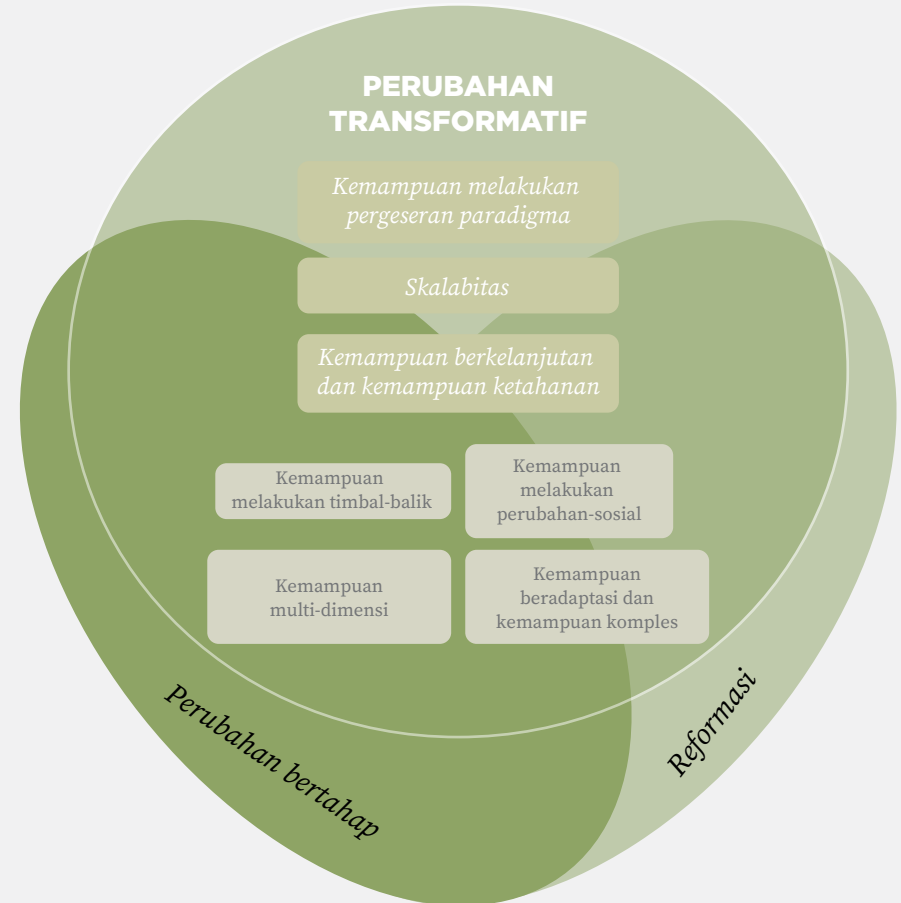 PERUBAHAN
TRANSFORMATIF
Kemampuan melakukan
pergeseran paradigma
Skalabitas
Kemampuan berkelanjutan
dan kemampuan ketahanan
Kemampuan
melakukan timbal-balik
Kemampuan
melakukan
perubahan-sosial
Kemampuan
multi-dimensi
Kemampuan
beradaptasi dan
kemampuan komples
Perubahan bertahap
Reformasi